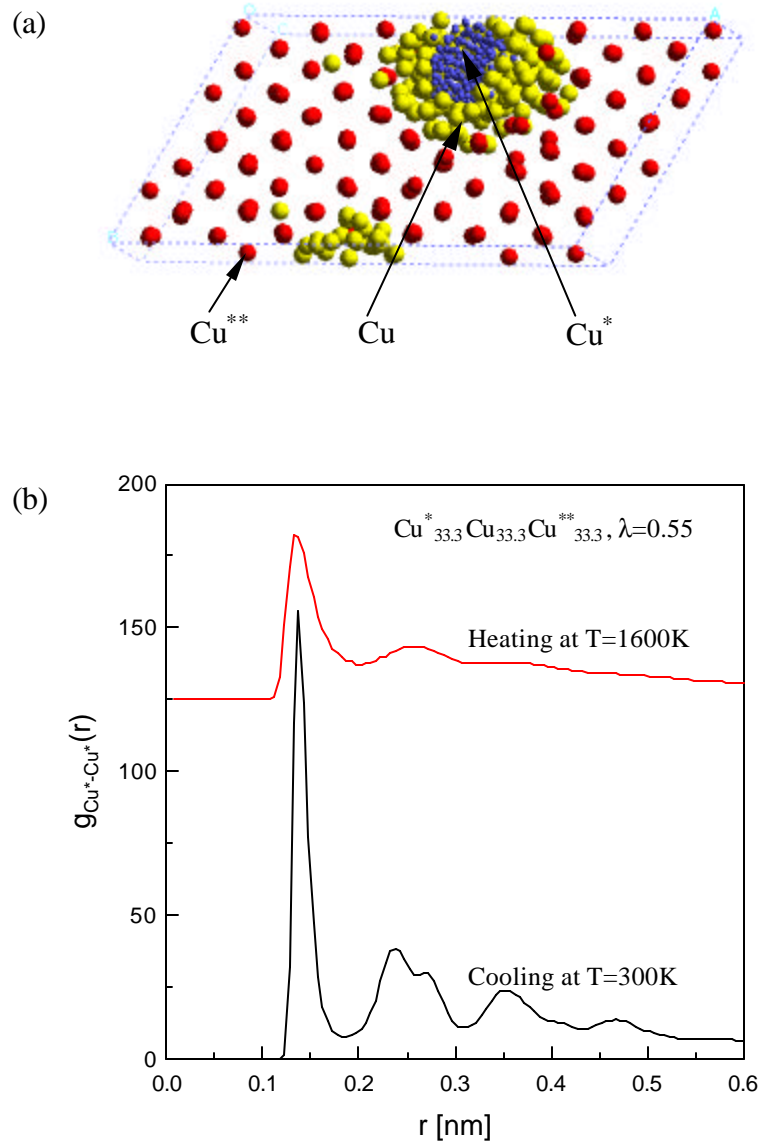 (a)
A
Cu**
Cu
Cu*
(b)
200
Cu*33.3Cu33.3Cu**33.3, λ=0.55
Heating at T=1600K
150
gCu*-Cu*(r)
100
50
Cooling at T=300K
0
0.0 0.1 0.2 0.3 0.4 0.5 0.6
r [nm]